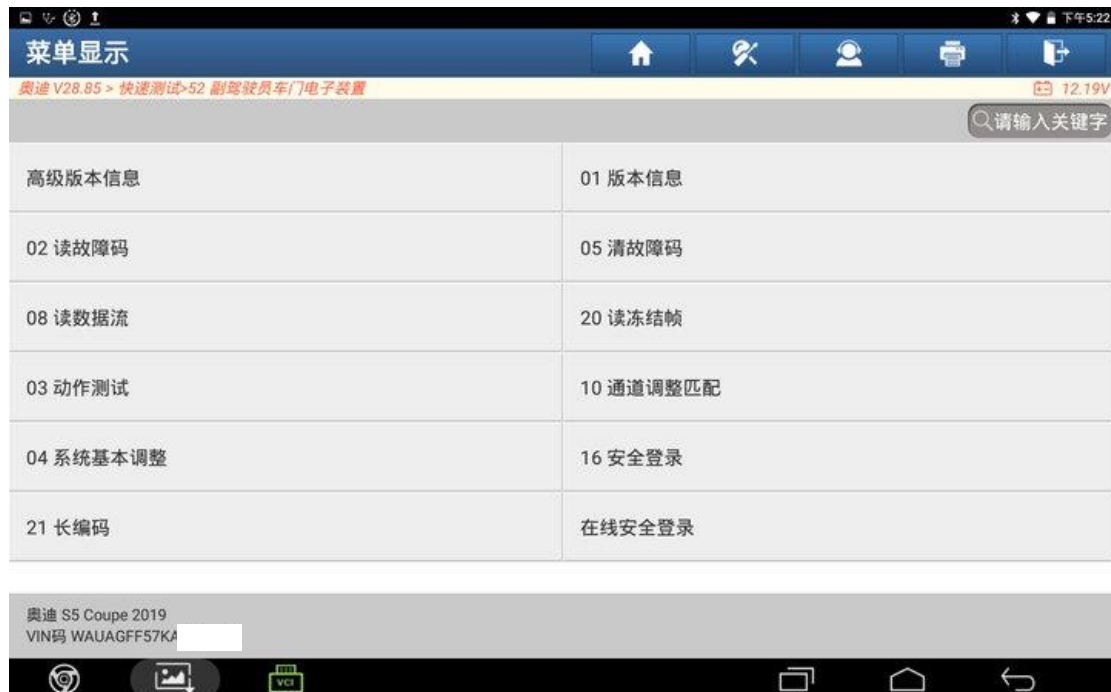 下午5:22
菜单显示
奥迪 V28.85 > 快速测试>52 副驾驶员车门电子装置
12.19V
请输入关键字
高级版本信息
01 版本信息
02 读故障码
05 清故障码
08 读数据流
20 读冻结帧
03 动作测试
10 通道调整匹配
04 系统基本调整
16 安全登录
21 长编码
在线安全登录
奥迪 S5 Coupe 2019
VIN码 WAUAGFF57KA
VCI